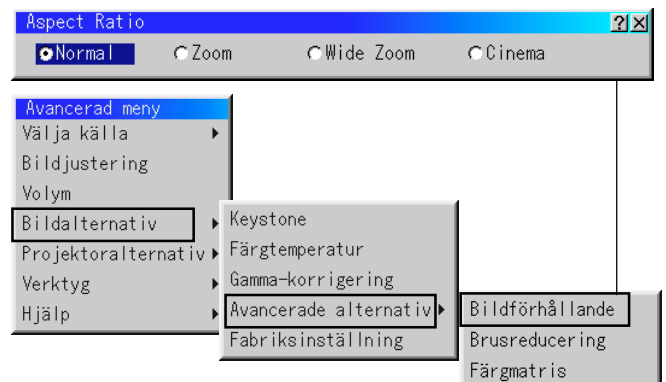 Aspect Ratio
Normal Zoom Wide Zoom Cinema
Avancerad meny
Välja källa
Bildjustering
Volym
Bildalternativ
Projektoralternativ
Verktyg
Hjälp
Keystone
Färgtemperatur
Gamma-korrigering
Avancerade alternativ
Fabriksinställning
Bildförhållande
Brusreducering
Färgmatris